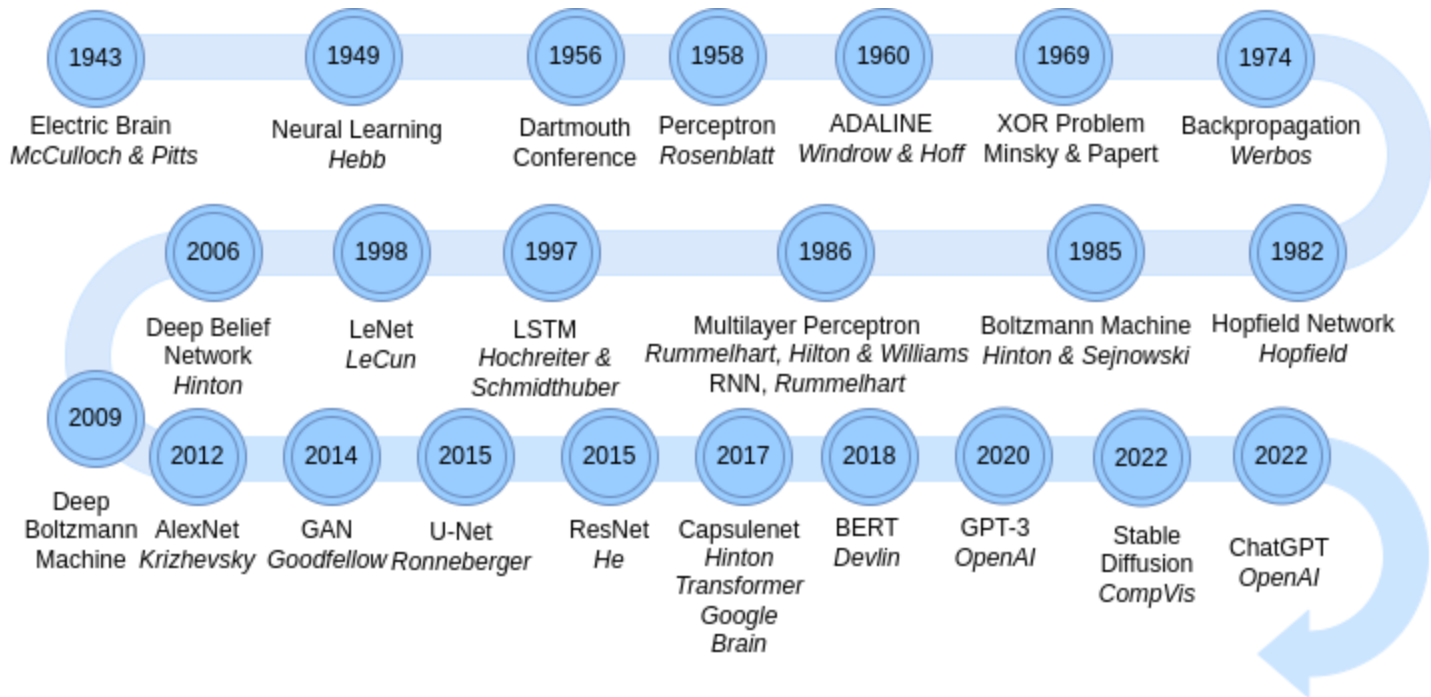 1943
Electric Brain
McCulloch & Pitts
1949
Neural Learning
Hebb
1956
Dartmouth
Conference
1958
Perceptron
Rosenblatt
1960
ADALINE
Windrow & Hoff
1969
XOR Problem
Minsky & Papert
1974
Backpropagation
Werbos
1982
Hopfield Network
Hopfield
1985
Boltzmann Machine
Hinton & Sejnowski
1986
Multilayer Perceptron
Rummelhart, Hilton & Williams
RNN, Rummelhart
1997
LSTM
Hochreiter &
Schmidthuber
1998
LeNet
LeCun
2006
Deep Belief
Network
Hinton
2009
Deep
Boltzmann
Machine
2012
AlexNet
Krizhevsky
2014
GAN
Goodfellow
2015
U-Net
Ronneberger
2015
ResNet
He
2017
Capsulenet
Hinton
Transformer
Google
Brain
2018
BERT
Devlin
2020
GPT-3
OpenAI
2022
Stable
Diffusion
CompVis
2022
ChatGPT
OpenAI